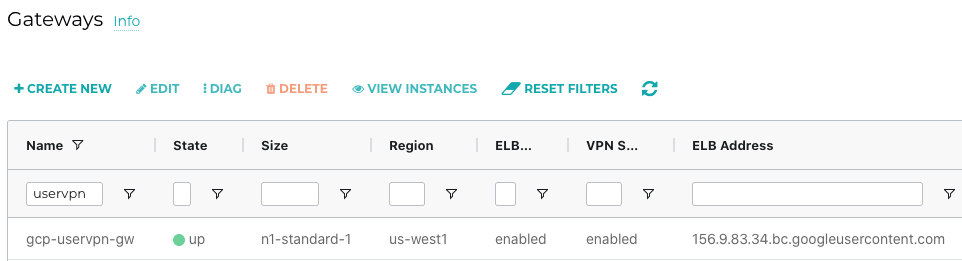 Gateways Info
CREATE NEW EDIT DIAG DELETE VIEW INSTANCES RESET FILTERS
Name State Size Region ELB... VPN S... ELB Address
uservpn
gcp-uservpn-gw up n1-standard-1 us-west1 enabled enabled 156.9.83.34.bc.googleusercontent.com